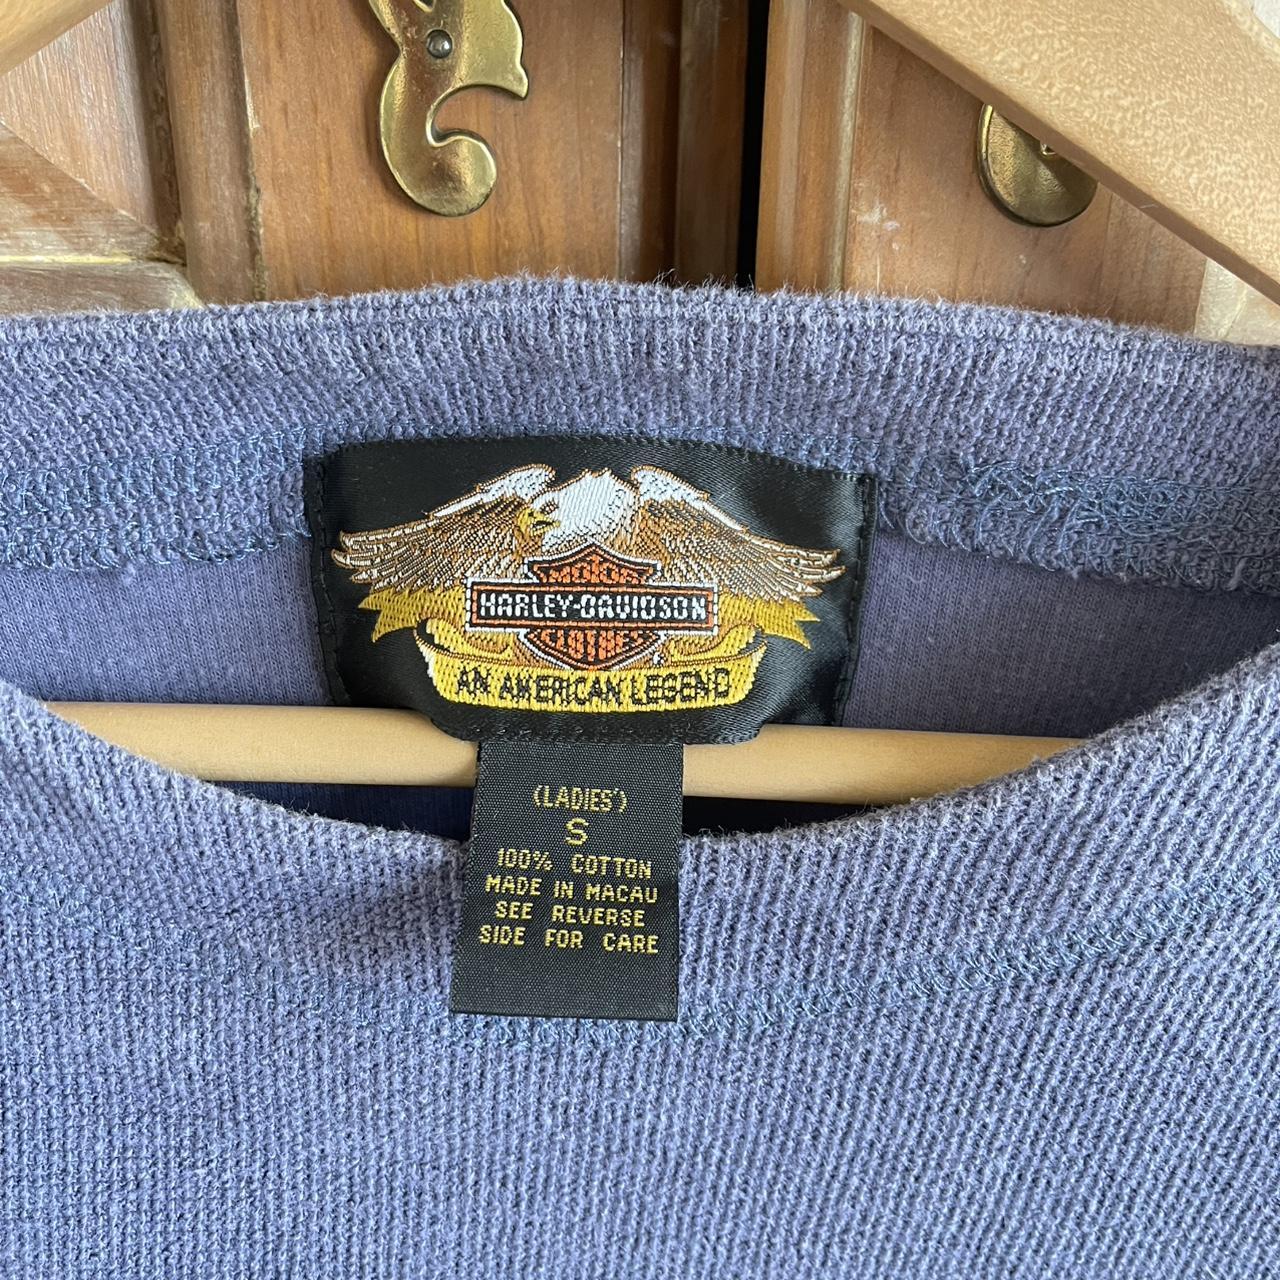 MOTOR
HARLEY-DAVIDSON
CLOTHES
AN AMERICAN LEGEND
(LADIES')
S
100% COTTON
MADE IN MACAU
SEE REVERSE
SIDE FOR CARE